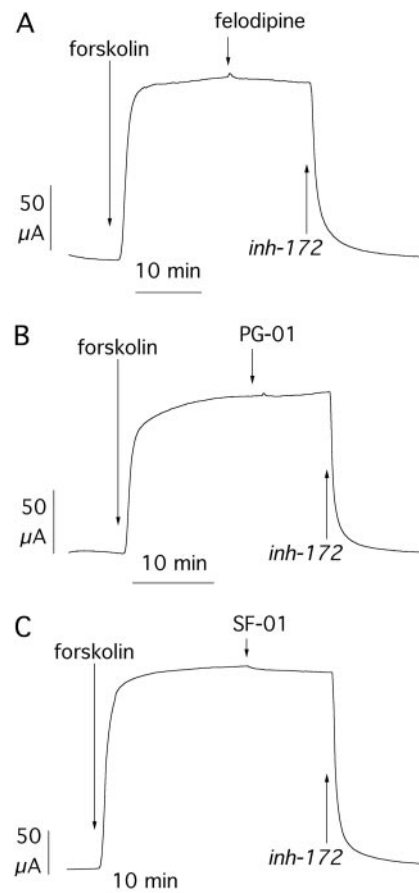 A
felodipine
forskolin
50
µA
inh-172
10 min
B
PG-01
forskolin
50
µA
inh-172
10 min
C
SF-01
forskolin
50
µA
inh-172
10 min